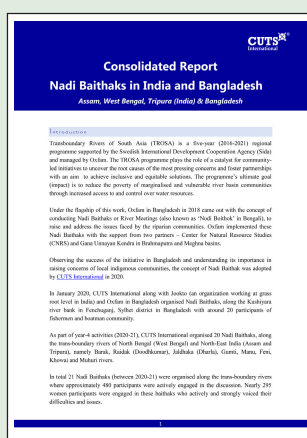 CUTS®
International
Consolidated Report
Nadi Baithaks in India and Bangladesh
Assam, West Bengal, Tripura (India) & Bangladesh
Introduction
Transboundary Rivers of South Asia (TROSA) is a five-year (2016-2021) regional
programme supported by the Swedish International Development Cooperation Agency (Sida)
and managed by Oxfam. The TROSA programme plays the role of a catalyst for community-
led initiatives to uncover the root causes of the most pressing concerns and foster partnerships
with an aim to achieve inclusive and equitable solutions. The programme's ultimate goal
(impact) is to reduce the poverty of marginalised and vulnerable river basin communities
through increased access to and control over water resources.
Under the flagship of this work, Oxfam in Bangladesh in 2018 came out with the concept of
conducting Nadi Baithaks or River Meetings (also known as 'Nodi Boithok' in Bengali), to
raise and address the issues faced by the riparian communities. Oxfam implemented these
Nadi Baithaks with the support from two partners – Center for Natural Resource Studies
(CNRS) and Gana Unnayan Kendra in Brahmaputra and Meghna basins.
Observing the success of the initiative in Bangladesh and understanding its importance in
raising concerns of local indigenous communities, the concept of Nadi Baithak was adopted
by CUTS International in 2020.
In January 2020, CUTS International along with Jookto (an organization working at grass
root level in India) and Oxfam in Bangladesh organised Nadi Baithaks, along the Kushiyara
river bank in Fenchuganj, Sylhet district in Bangladesh with around 20 participants of
fishermen and boatman community.
As part of year-4 activities (2020-21), CUTS International organised 20 Nadi Baithaks, along
the trans-boundary rivers of North Bengal (West Bengal) and North-East India (Assam and
Tripura), namely Barak, Raidak (Doodhkumar), Jaldhaka (Dharla), Gumti, Manu, Feni,
Khowai and Muhuri rivers.
In total 21 Nadi Baithaks (between 2020-21) were organised along the trans-boundary rivers
where approximately 480 participants were actively engaged in the discussion. Nearly 295
women participants were engaged in these baithaks who actively and strongly voiced their
difficulties and issues.
1